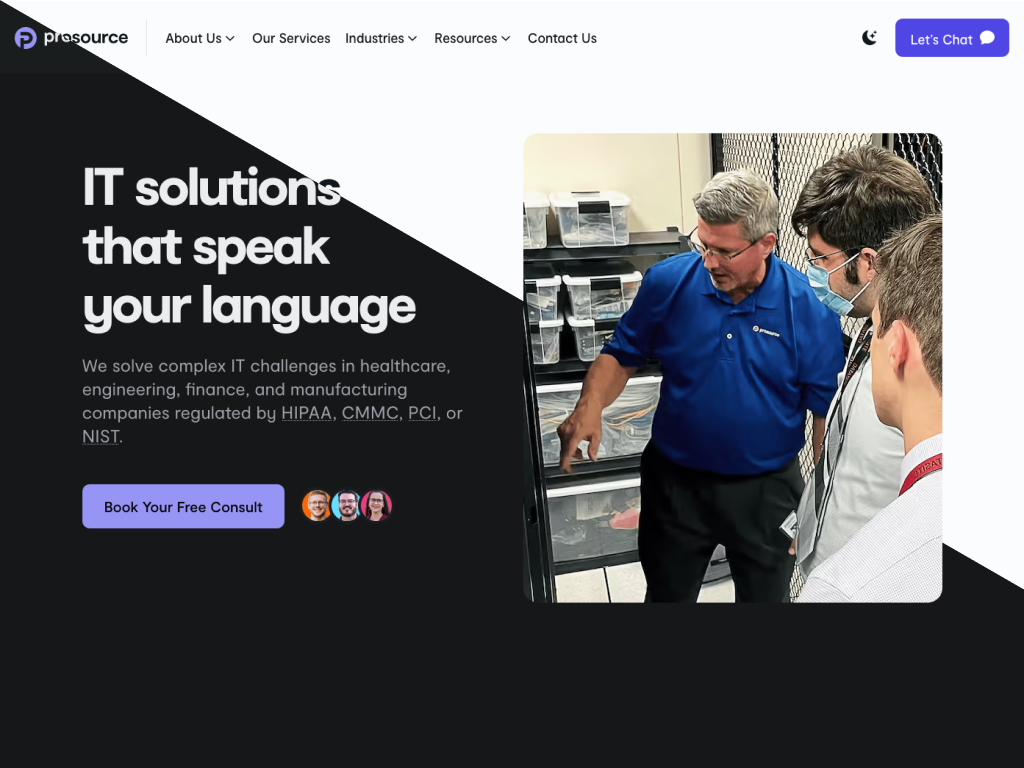 prosource
About Us
Our Services
Industries
Resources
Contact Us
Let's Chat
IT solutions
that speak
your language
We solve complex IT challenges in healthcare,
engineering, finance, and manufacturing
companies regulated by HIPAA, CMMC, PCI, or
NIST.
Book Your Free Consult
prosource